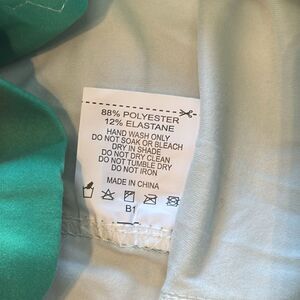 88% POLYESTER
12% ELASTANE
HAND WASH ONLY
DO NOT SOAK OR BLEACH
DRY IN SHADE
DO NOT DRY CLEAN
DO NOT TUMBLE DRY
DO NOT IRON
MADE IN CHINA
B1